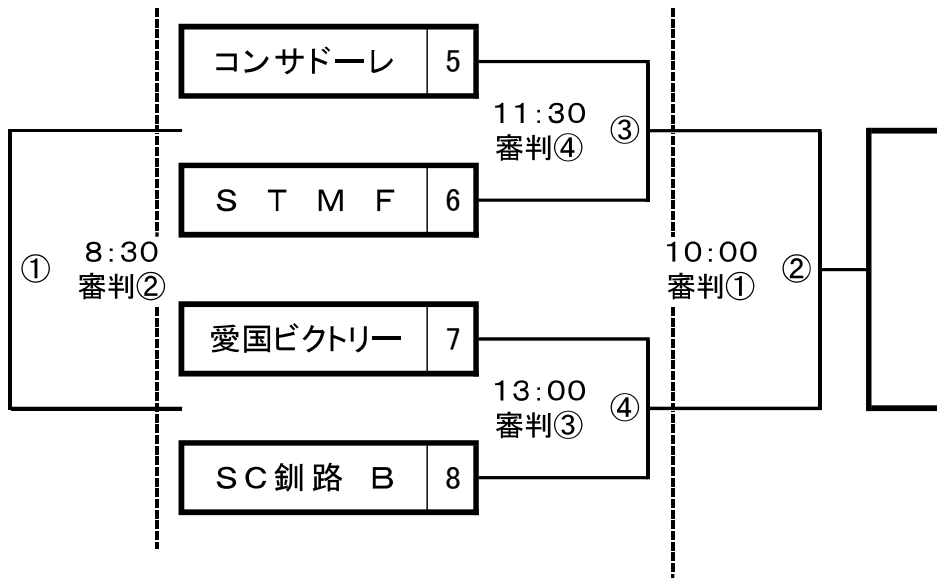 コンサドーレ 5
11:30
審判④ ③
ＳＴＭＦ 6
① 8:30
審判②
10:00 ②
審判①
愛国ビクトリー 7
13:00
審判③ ④
ＳＣ釧路 Ｂ 8